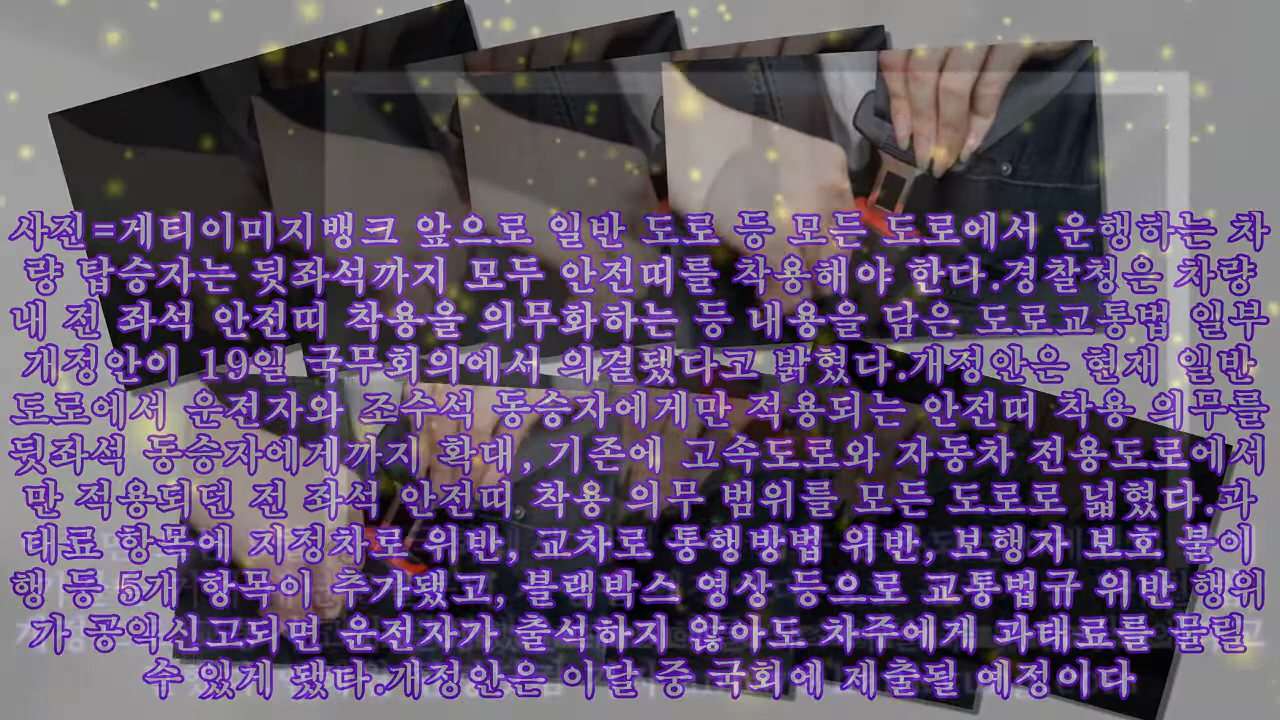 사진=게티이미지뱅크 앞으로 일반 도로 등 모든 도로에서 운행하는 차
량 탑승자는 뒷좌석까지 모두 안전띠를 착용해야 한다.경찰청은 차량
내 전 좌석 안전띠 착용을 의무화하는 등 내용을 담은 도로교통법 일부
개정안이 19일 국무회의에서 의결됐다고 밝혔다.개정안은 현재 일반
도로에서 운전자와 조수석 동승자에게만 적용되는 안전띠 착용 의무를
뒷좌석 동승자에게까지 확대, 기존에 고속도로와 자동차 전용도로에서
만 적용되던 전 좌석 안전띠 착용 의무 범위를 모든 도로로 넓혔다.과
태료 항목에 지정차로 위반, 교차로 통행방법 위반, 보행자 보호 불이
행 등 5개 항목이 추가됐고, 블랙박스 영상 등으로 교통법규 위반 행위
가 공익신고되면 운전자가 출석하지 않아도 차주에게 과태료를 물릴
수 있게 됐다.개정안은 이달 중 국회에 제출될 예정이다